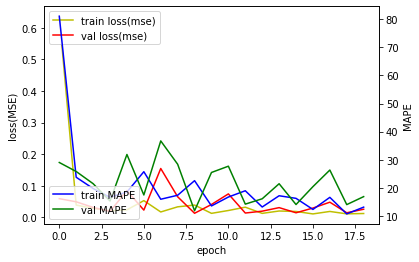 train loss(mse)
val loss(mse)
train MAPE
val MAPE
loss(MSE)
0.6
0.5
0.4
0.3
0.2
0.1
0.0
MAPE
80
70
60
50
40
30
20
10
0.0 2.5 5.0 7.5 10.0 12.5 15.0 17.5
epoch